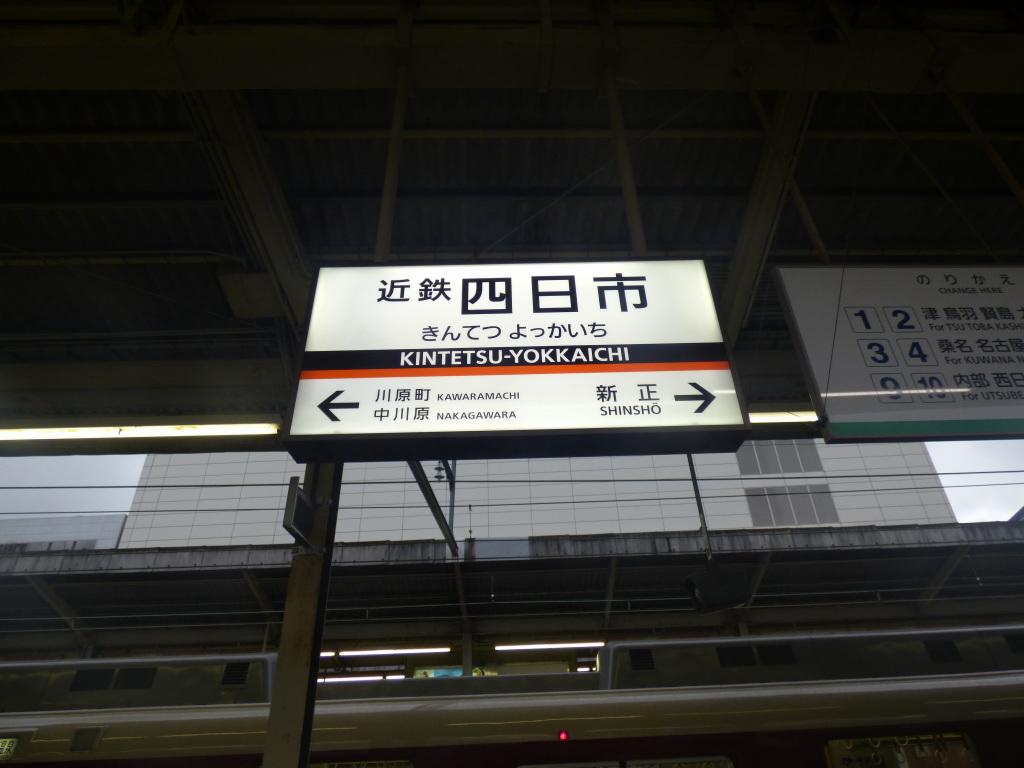 近鉄 四日市
きんてつ よっかいち
KINTETSU-YOKKAICHI
← 川原町 KAWARAMACHI
中川原 NAKAGAWARA
新正 →
SHINSHŌ
のりかえ
CHANGE HERE
1 2 津 鳥羽 賢島
For TSU TOBA KASHI
3 4 桑名 名古屋
For KUWANA N
9 10 内部 西日
For UTSUBE